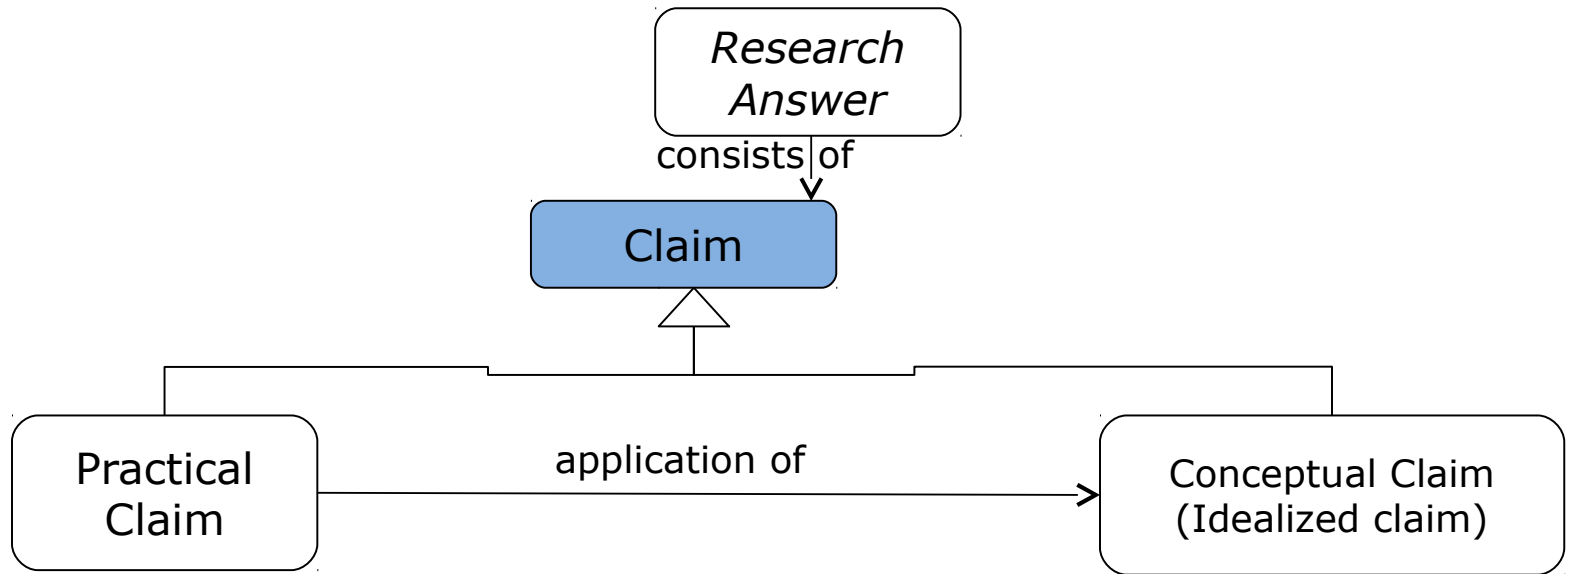 Research
Answer
consists of
Claim
application of
Practical
Claim
Conceptual Claim
(Idealized claim)